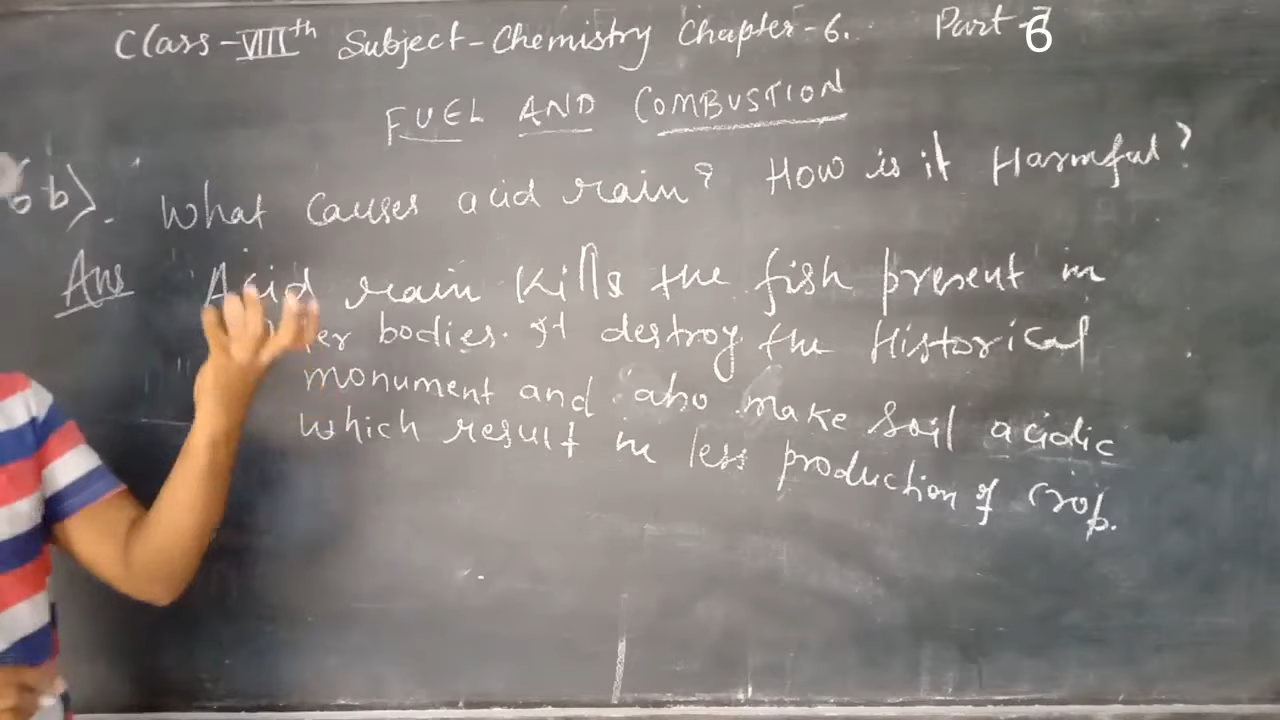 Class-VIIIth Subject-Chemistry Chapter-6. Part-6
FUEL AND COMBUSTION
6 b). What causes acid rain? How is it Harmful?
Ans Acid rain kills the fish present in
bodies. It destroy the Historical
monument and also make soil acidic
which result in less production of crop.